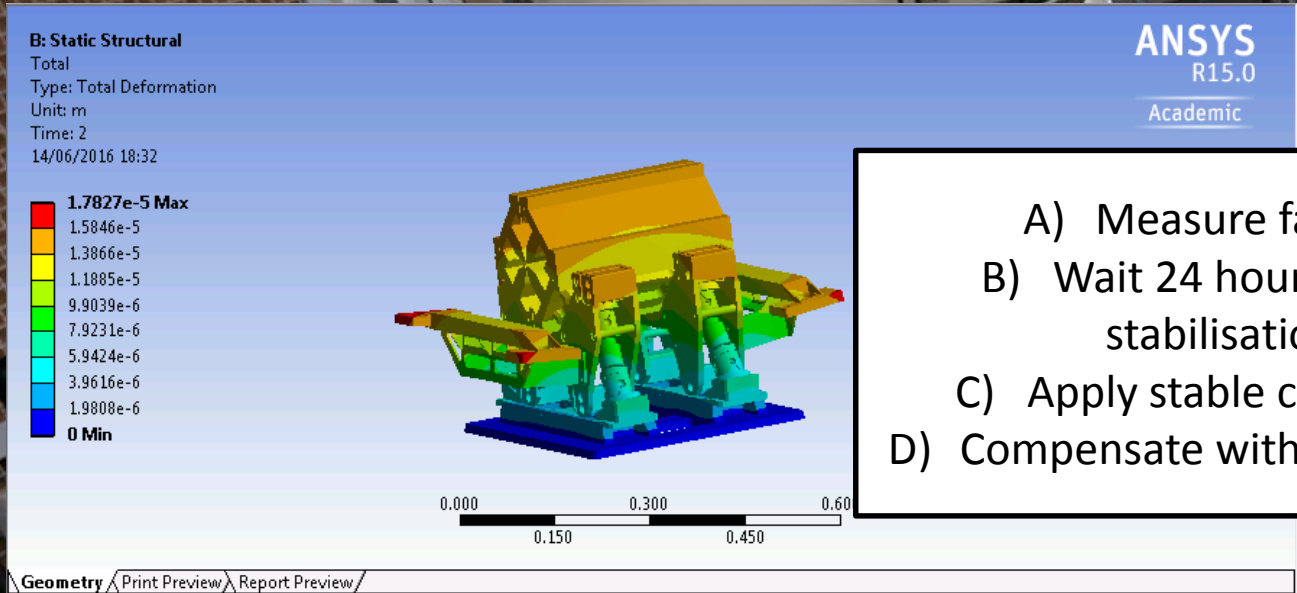 B: Static Structural
Total
Type: Total Deformation
Unit: m
Time: 2
14/06/2016 18:32
ANSYS
R15.0
Academic
1.7827e-5 Max
1.5846e-5
1.3866e-5
1.1885e-5
9.9039e-6
7.9231e-6
5.9424e-6
3.9616e-6
1.9808e-6
0 Min
A) Measure
B) Wait 24
C) Apply stable
D) Compensate with
0.000 0.300
0.150 0.450
Geometry Print Preview Report Preview